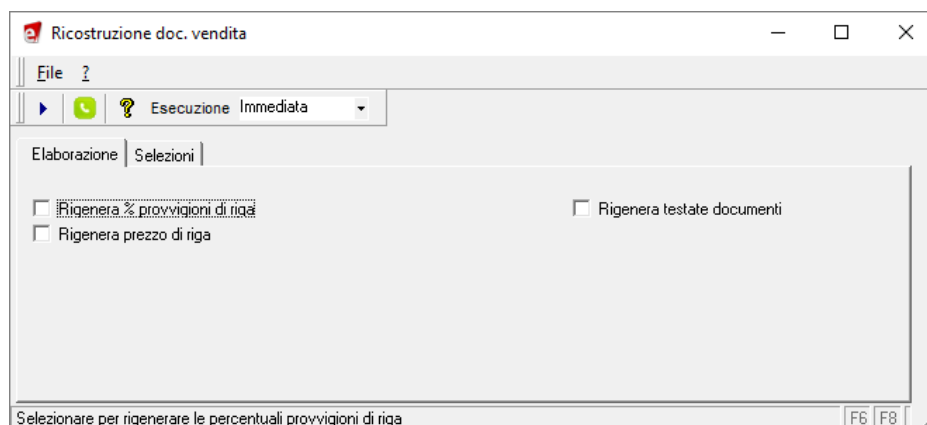 Ricostruzione doc. vendita
File ?
Esecuzione Immediata
Elaborazione Selezioni
Rigenera % provvigioni di riga Rigenera testate documenti
Rigenera prezzo di riga
Selezionare per rigenerare le percentuali provvigioni di riga F6 F8